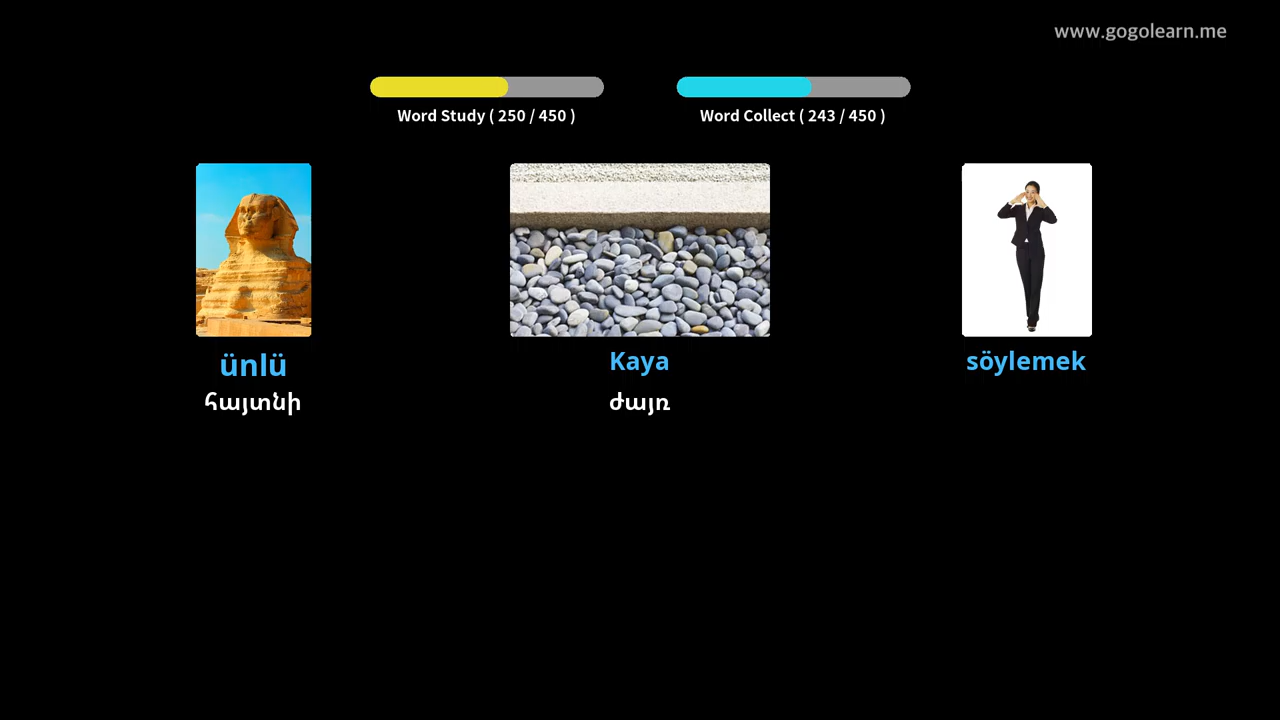 www.gogolearn.me
Word Study ( 250 / 450 )
Word Collect ( 243 / 450 )
ünlü
հայտնի
Kaya
ժայռ
söylemek